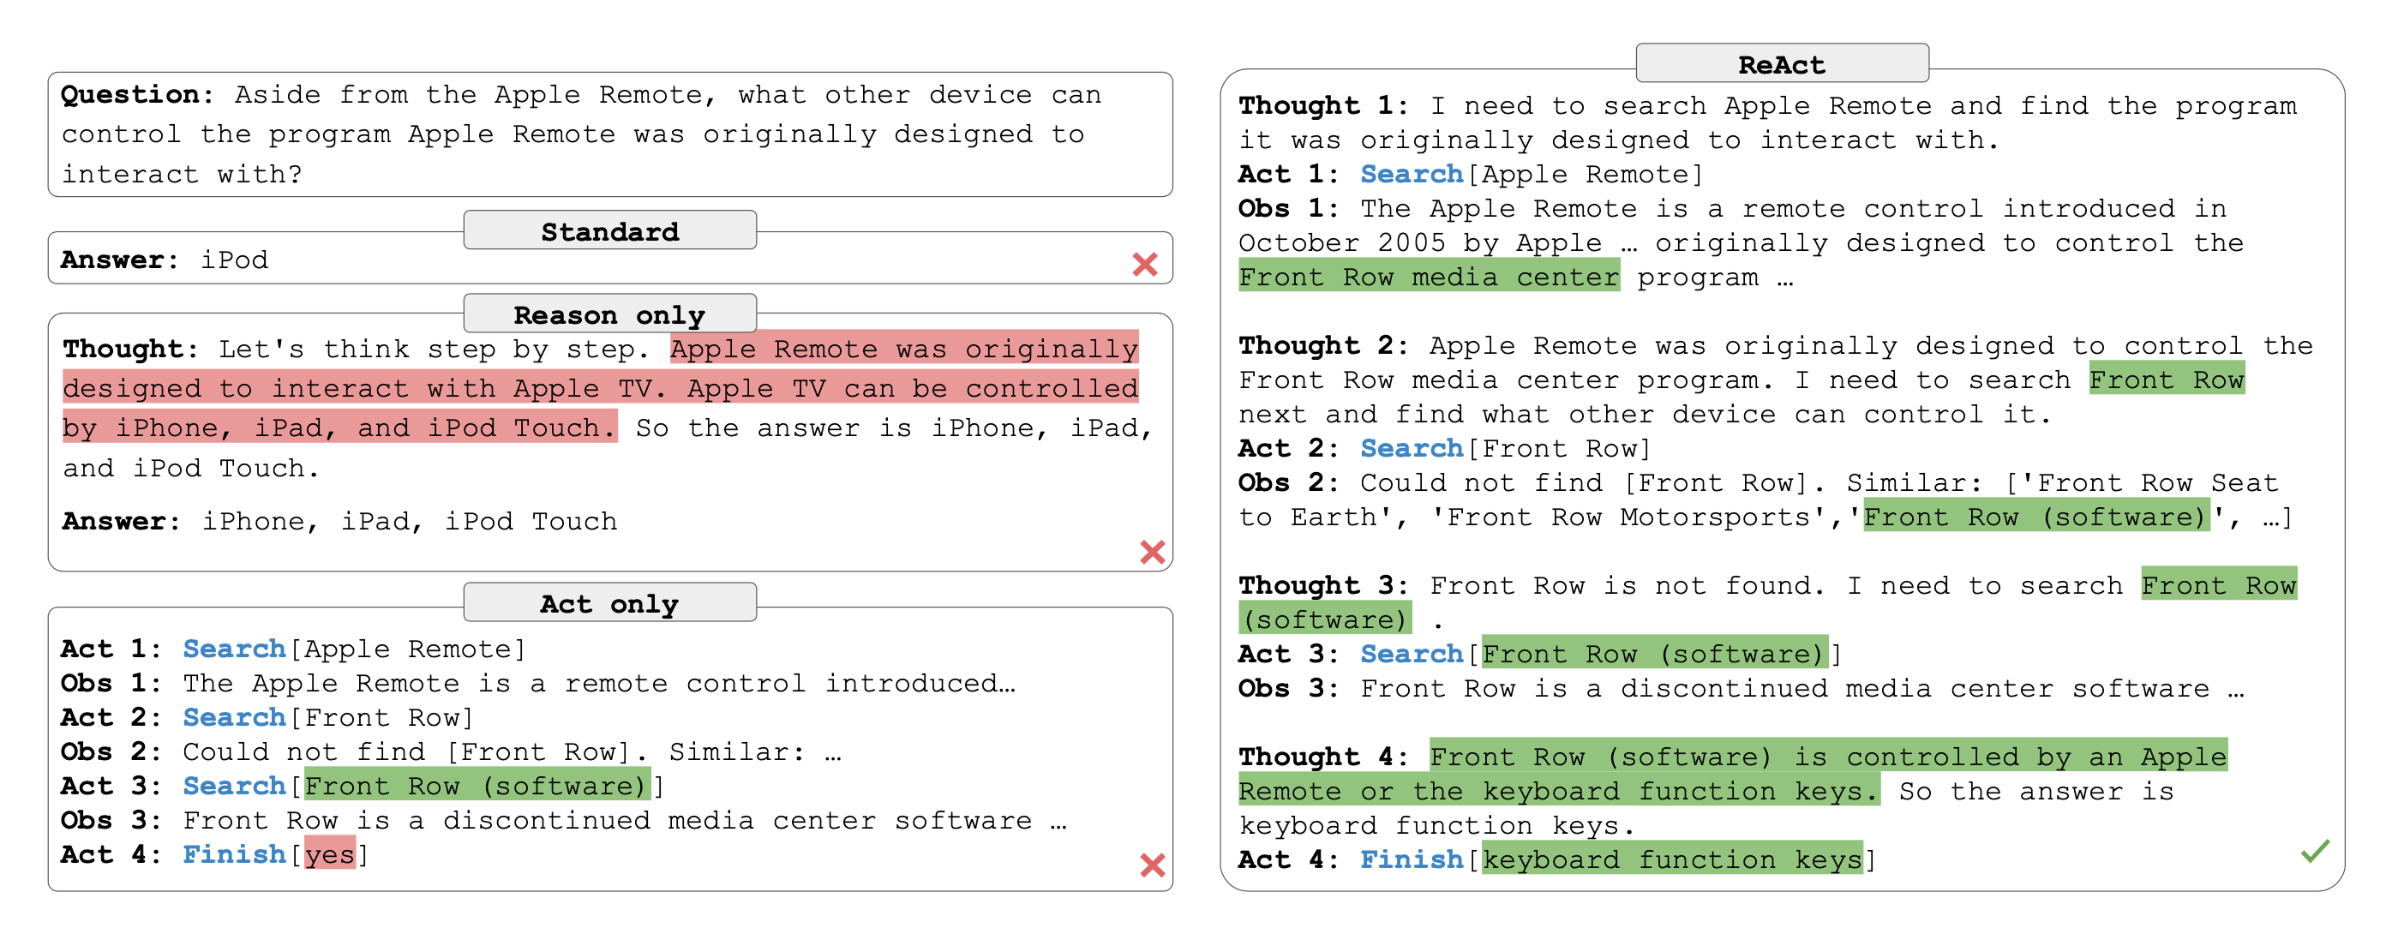 Question: Aside from the Apple Remote, what other device can
control the program Apple Remote was originally designed to
interact with?
Standard
Answer: iPod
Reason only
Thought: Let's think step by step. Apple Remote was originally
designed to interact with Apple TV. Apple TV can be controlled
by iPhone, iPad, and iPod Touch. So the answer is iPhone, iPad,
and iPod Touch.
Answer: iPhone, iPad, iPod Touch
Act only
Act 1: Search[Apple Remote]
Obs 1: The Apple Remote is a remote control introduced…
Act 2: Search[Front Row]
Obs 2: Could not find [Front Row]. Similar: …
Act 3: Search[Front Row (software)]
Obs 3: Front Row is a discontinued media center software …
Act 4: Finish[yes]
ReAct
Thought 1: I need to search Apple Remote and find the program
it was originally designed to interact with.
Act 1: Search[Apple Remote]
Obs 1: The Apple Remote is a remote control introduced in
October 2005 by Apple … originally designed to control the
Front Row media center program …
Thought 2: Apple Remote was originally designed to control the
Front Row media center program. I need to search Front Row
next and find what other device can control it.
Act 2: Search[Front Row]
Obs 2: Could not find [Front Row]. Similar: ['Front Row Seat
to Earth', 'Front Row Motorsports','Front Row (software)', …]
Thought 3: Front Row is not found. I need to search Front Row
(software) .
Act 3: Search[Front Row (software)]
Obs 3: Front Row is a discontinued media center software …
Thought 4: Front Row (software) is controlled by an Apple
Remote or the keyboard function keys. So the answer is
keyboard function keys.
Act 4: Finish[keyboard function keys]